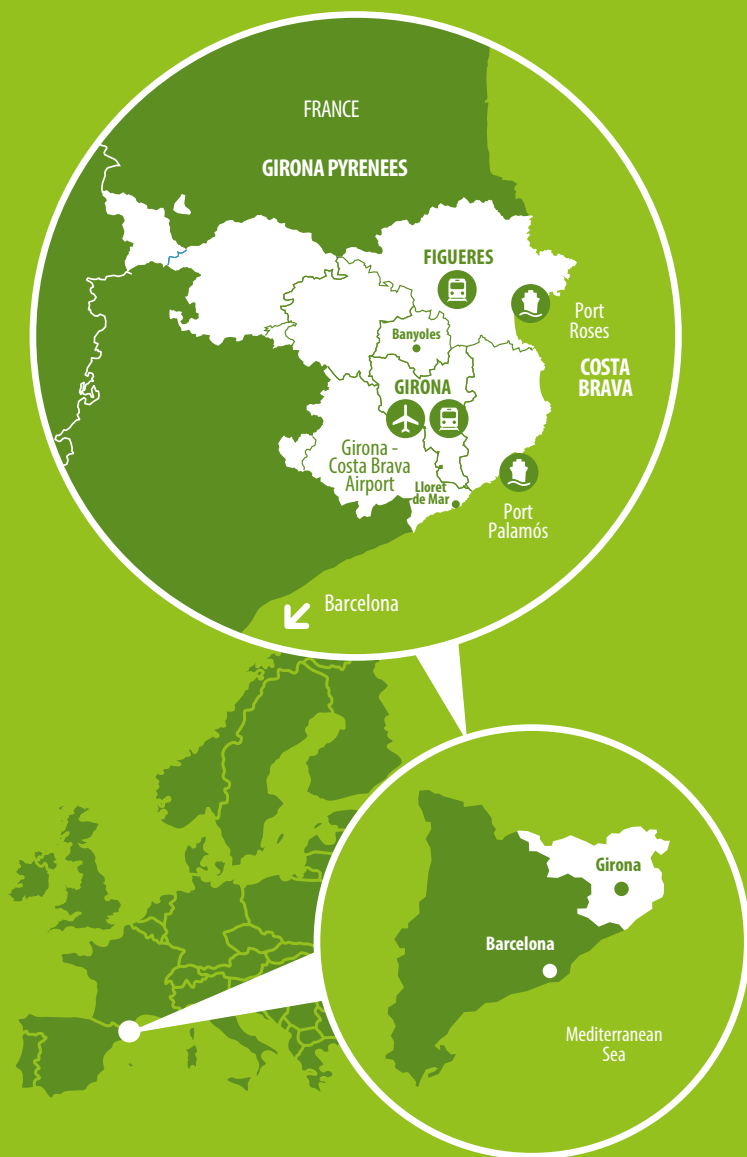 FRANCE
GIRONA PYRENEES
FIGUERES
Port
Roses
Banyoles
COSTA
BRAVA
GIRONA
Girona -
Costa Brava
Airport
Lloret
de Mar
Port
Palamós
Barcelona
Girona
Barcelona
Mediterranean
Sea